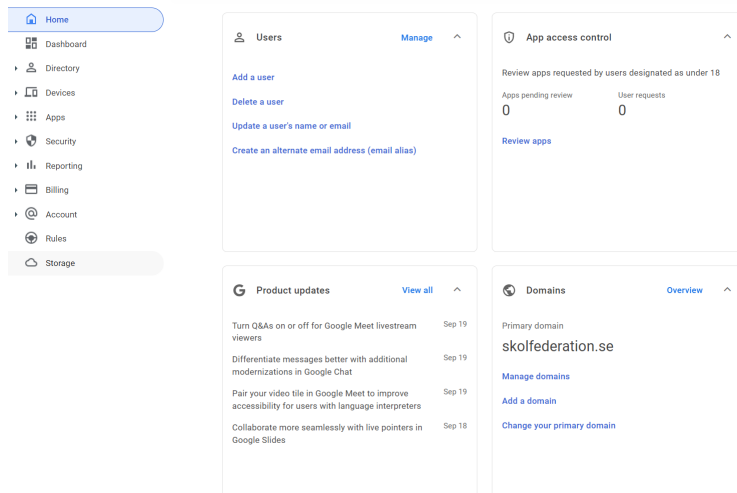 Home
Dashboard
Directory
Devices
Apps
Security
Reporting
Billing
Account
Rules
Storage
Users
Manage
Add a user
Delete a user
Update a user's name or email
Create an alternate email address (email alias)
App access control
Review apps requested by users designated as under 18
Apps pending review
User requests
0
0
Review apps
Product updates
View all
Turn Q&As on or off for Google Meet livestream
viewers
Sep 19
Differentiate messages better with additional
modernizations in Google Chat
Sep 19
Pair your video tile in Google Meet to improve
accessibility for users with language interpreters
Sep 19
Collaborate more seamlessly with live pointers in
Google Slides
Sep 18
Domains
Overview
Primary domain
skolfederation.se
Manage domains
Add a domain
Change your primary domain